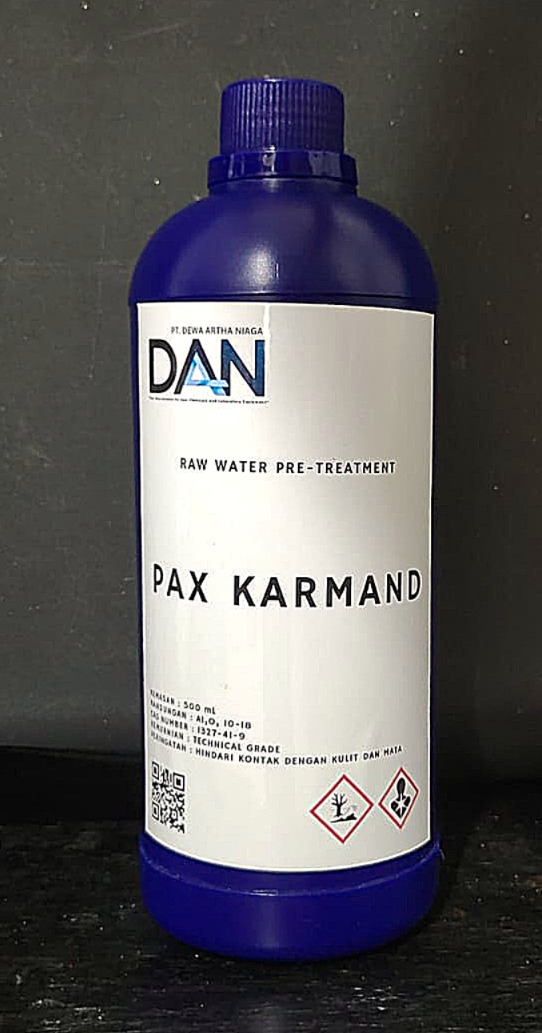 PT. DEWA ARTHA NIAGA
DAN
RAW WATER PRE-TREATMENT
PAX KARMAND
KEMASAN : 500 mL
KANDUNGAN : Al₂O₃ 10-18
CAS NUMBER : 1327-41-9
KEMURNIAN : TECHNICAL GRADE
PERINGATAN : HINDARI KONTAK DENGAN KULIT DAN MATA